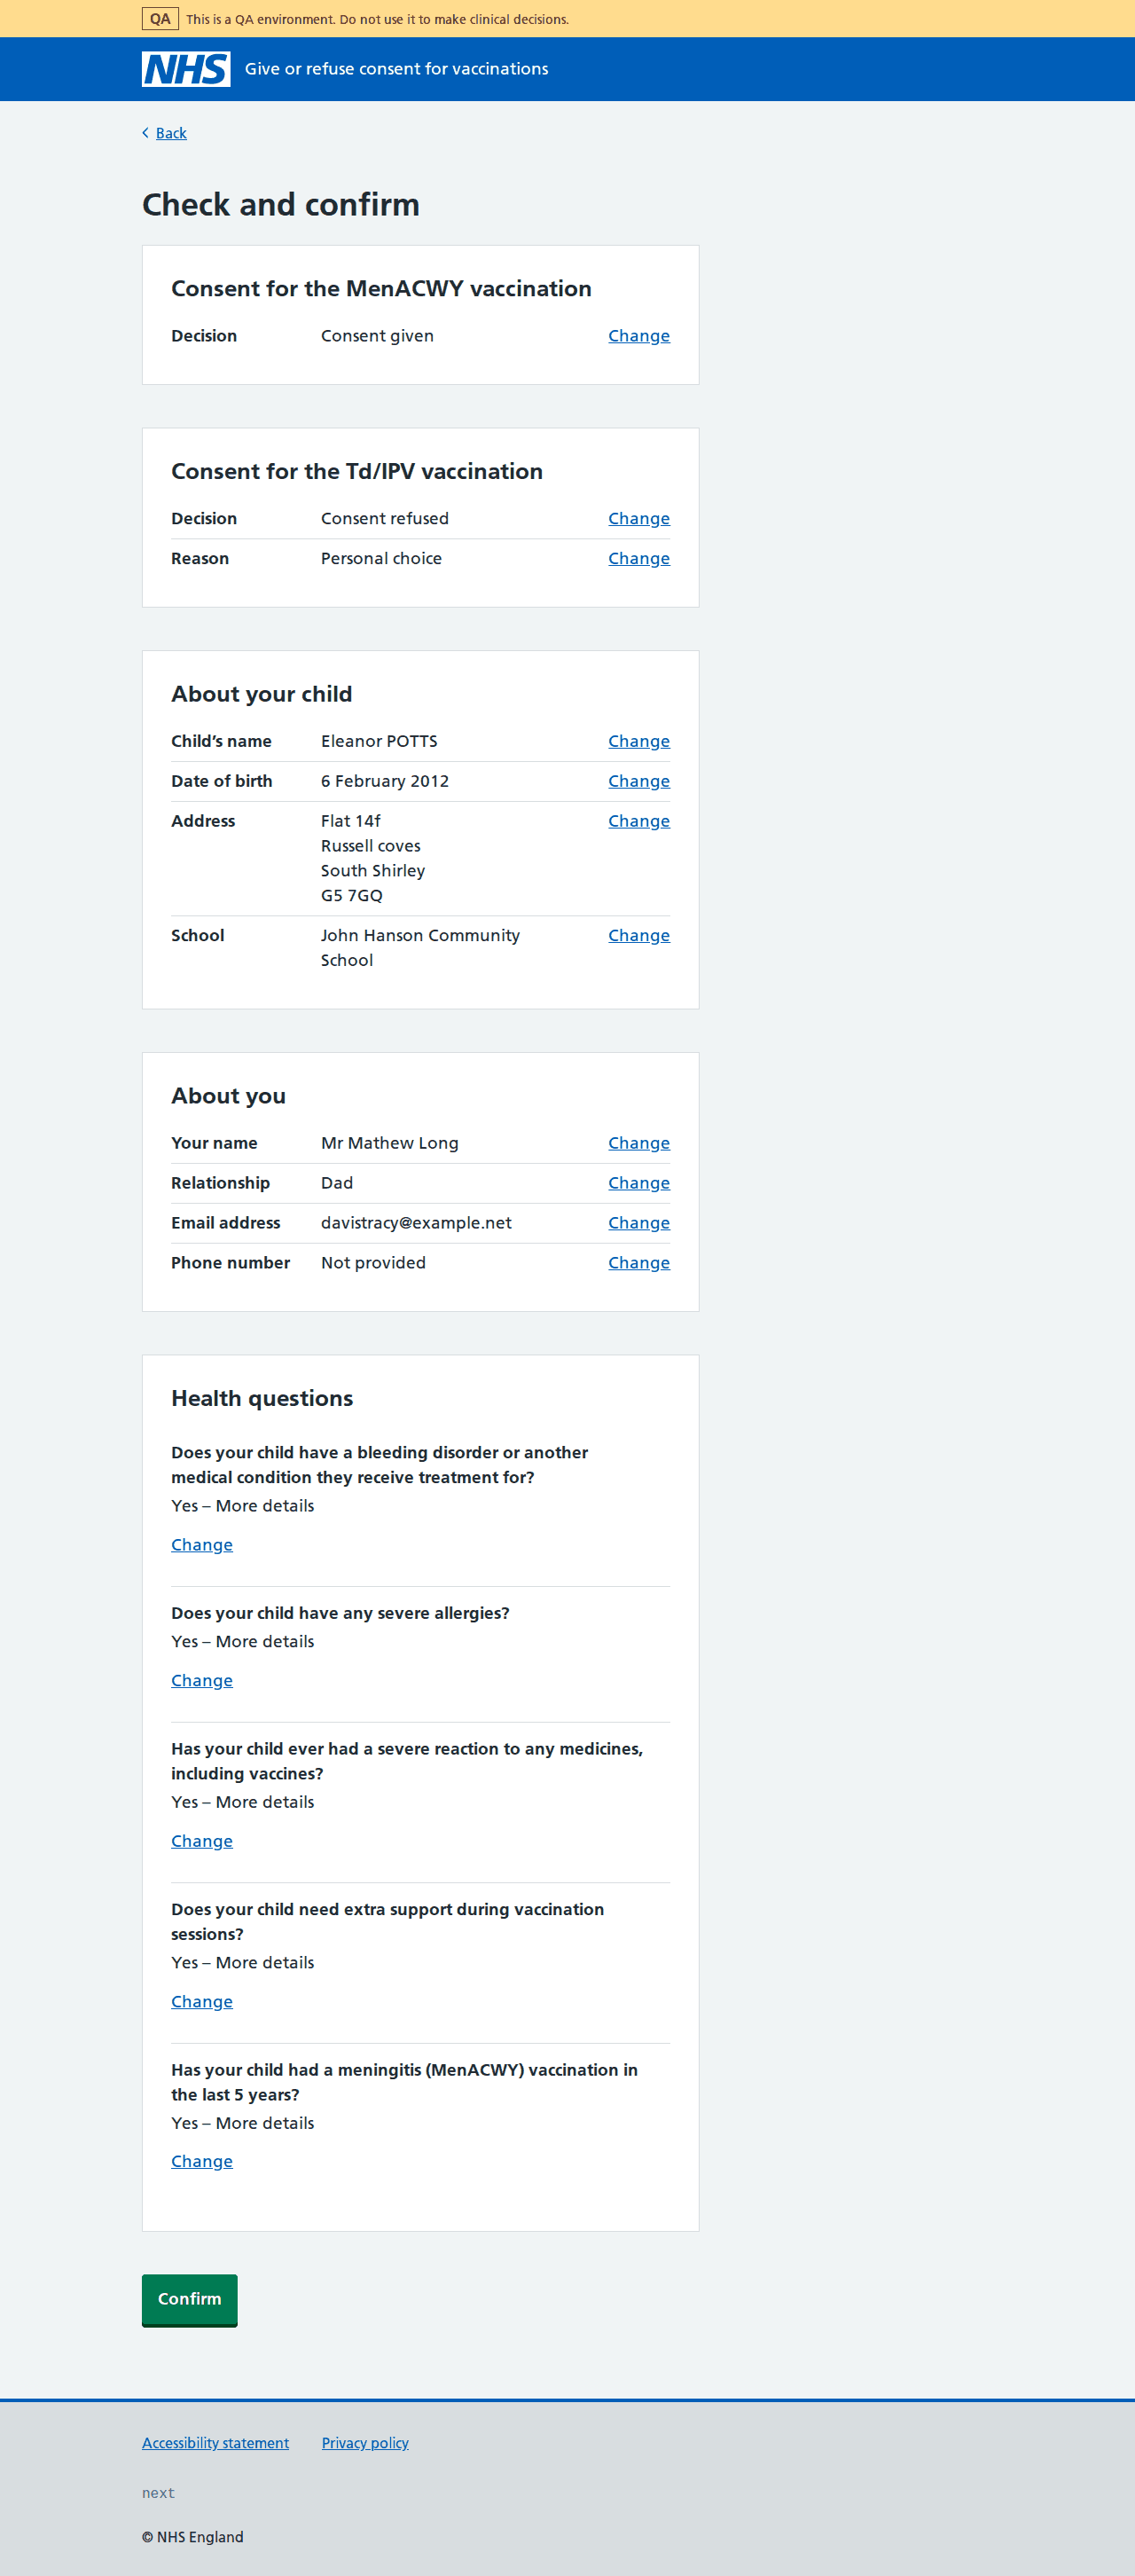 QA This is a QA environment. Do not use it to make clinical decisions.
NHS Give or refuse consent for vaccinations
Back
Check and confirm
Consent for the MenACWY vaccination
Decision Consent given Change
Consent for the Td/IPV vaccination
Decision Consent refused Change
Reason Personal choice Change
About your child
Child’s name Eleanor POTTS Change
Date of birth 6 February 2012 Change
Address Flat 14f Change
Russell coves
South Shirley
G5 7GQ
School John Hanson Community Change
School
About you
Your name Mr Mathew Long Change
Relationship Dad Change
Email address davistracy@example.net Change
Phone number Not provided Change
Health questions
Does your child have a bleeding disorder or another
medical condition they receive treatment for?
Yes – More details
Change
Does your child have any severe allergies?
Yes – More details
Change
Has your child ever had a severe reaction to any medicines,
including vaccines?
Yes – More details
Change
Does your child need extra support during vaccination
sessions?
Yes – More details
Change
Has your child had a meningitis (MenACWY) vaccination in
the last 5 years?
Yes – More details
Change
Confirm
Accessibility statement Privacy policy
next
© NHS England